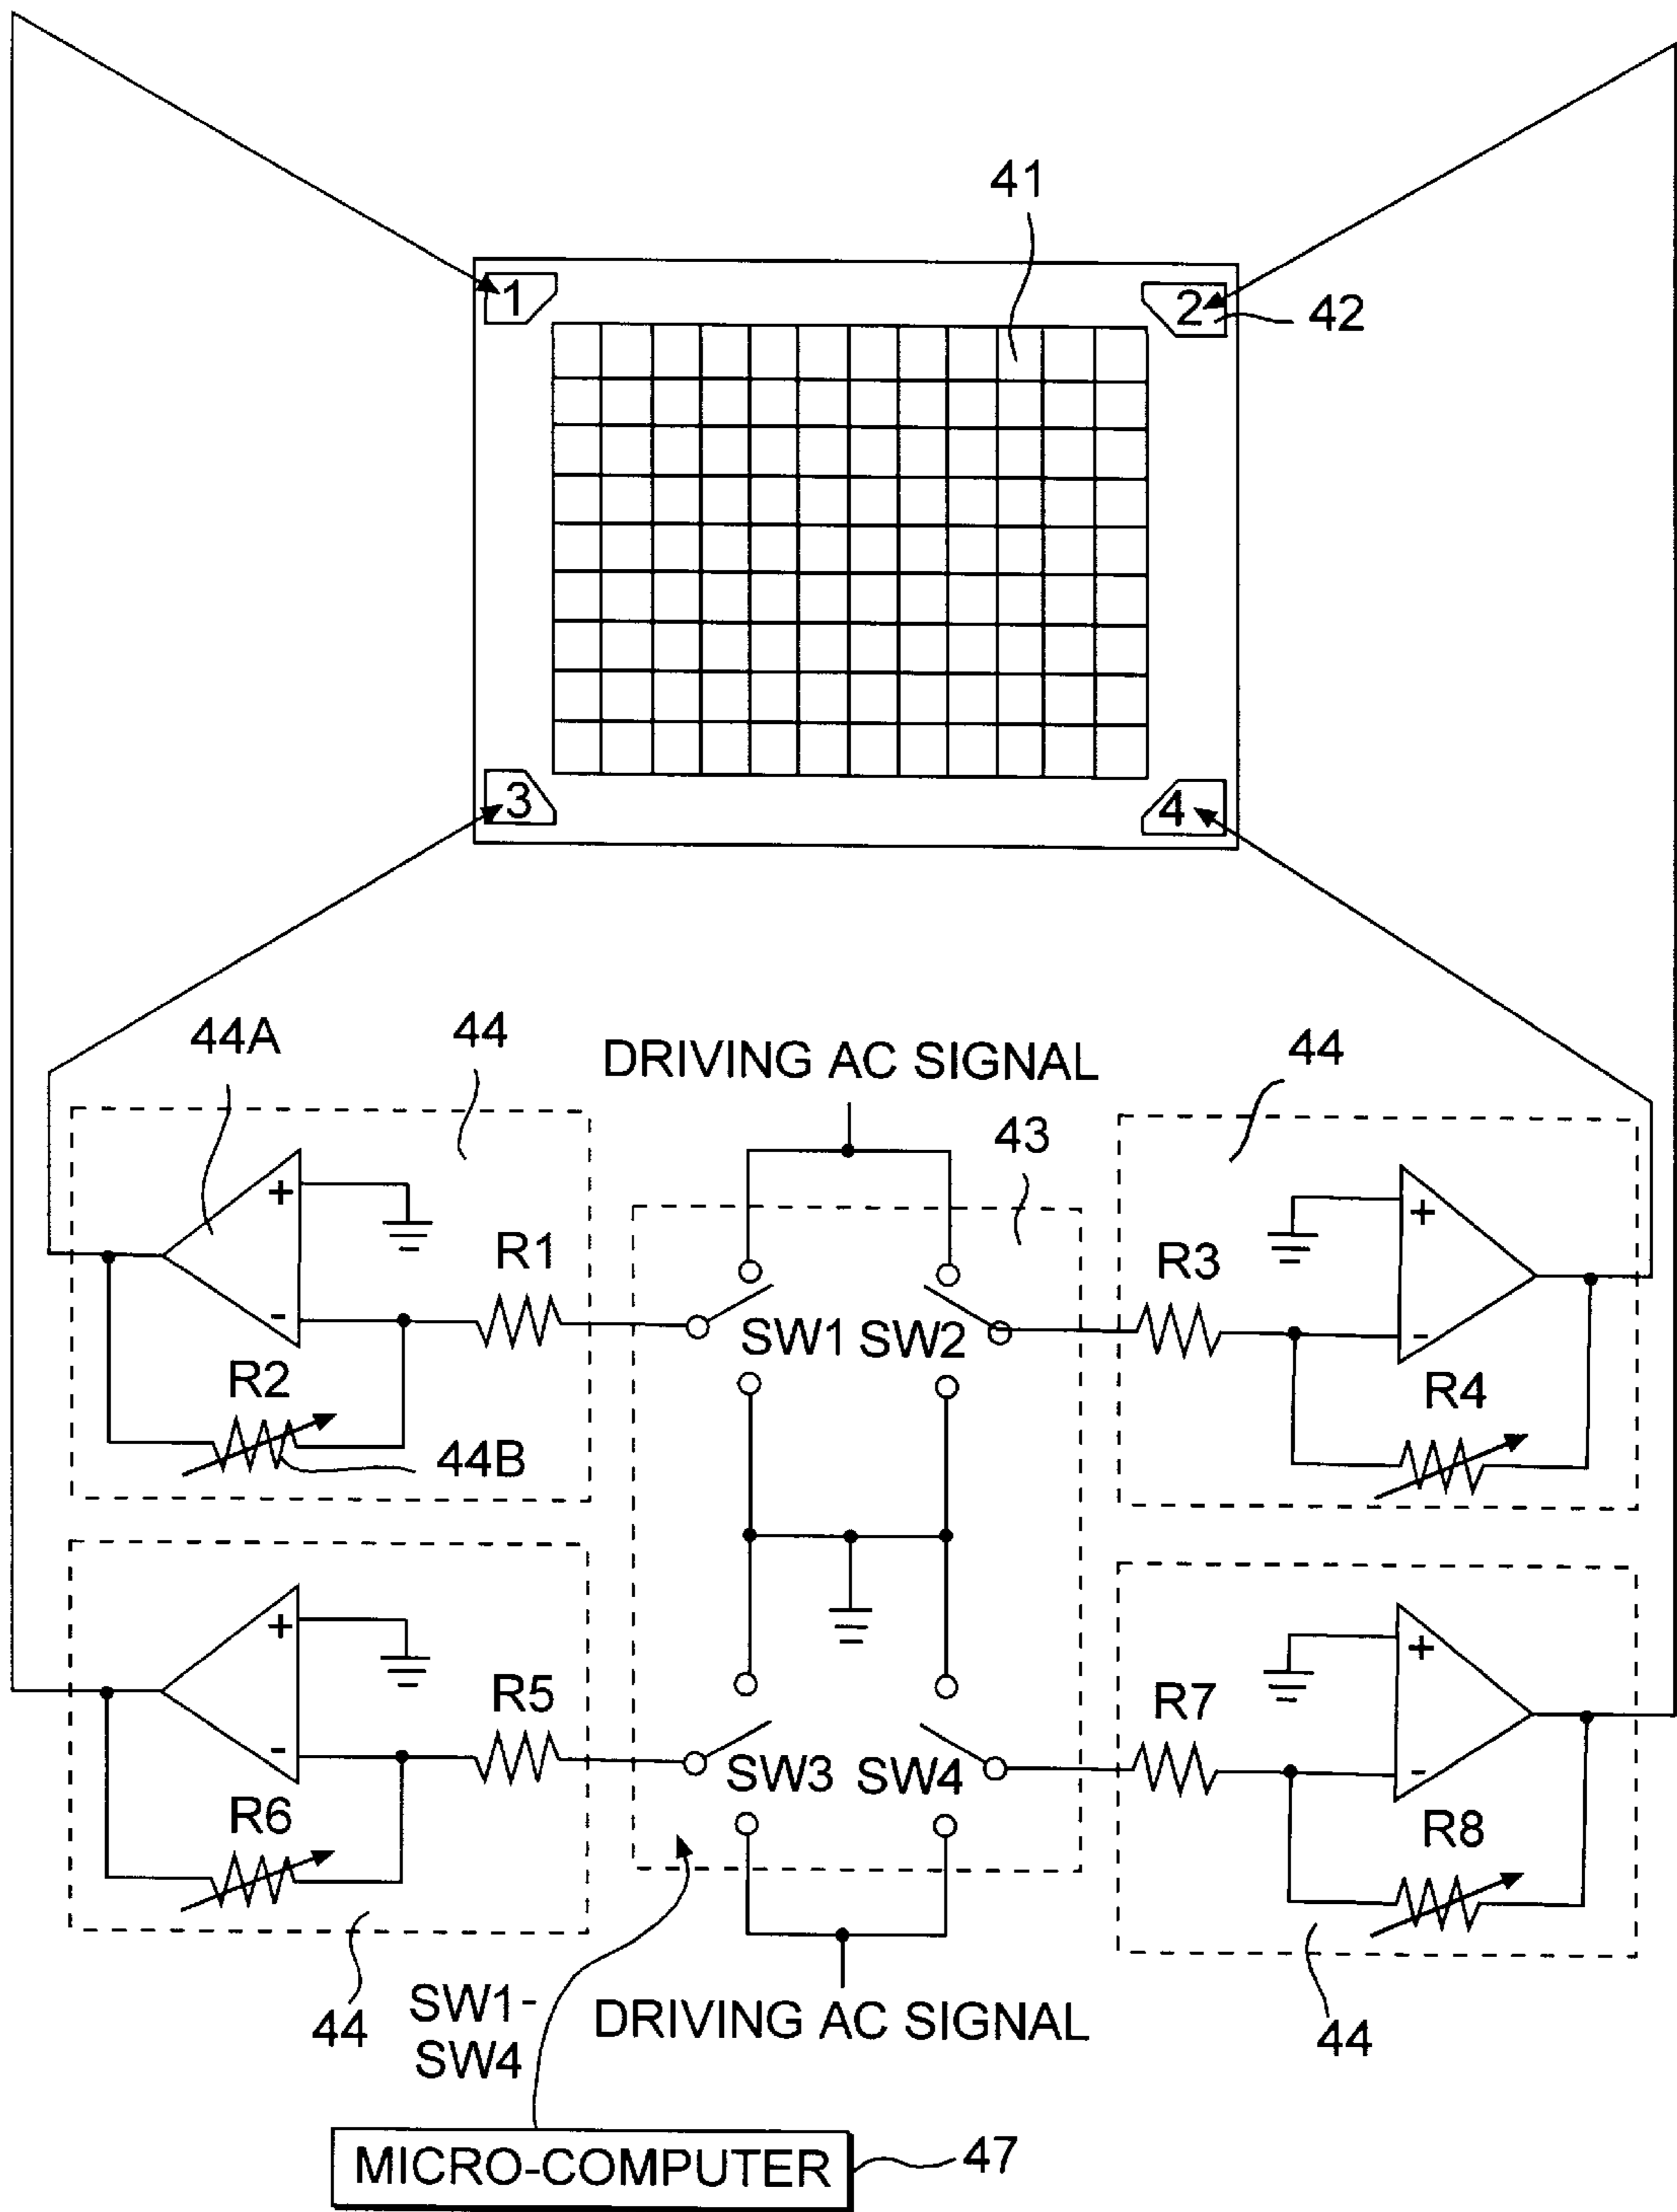 41
1
2
42
3
4
44A
44
DRIVING AC SIGNAL
44
43
+
+
R1
R3
-
SW1
SW2
-
R2
R4
44B
+
+
R5
R7
-
SW3
SW4
-
R6
R8
44
SW1-
SW4
DRIVING AC SIGNAL
44
MICRO-COMPUTER
47